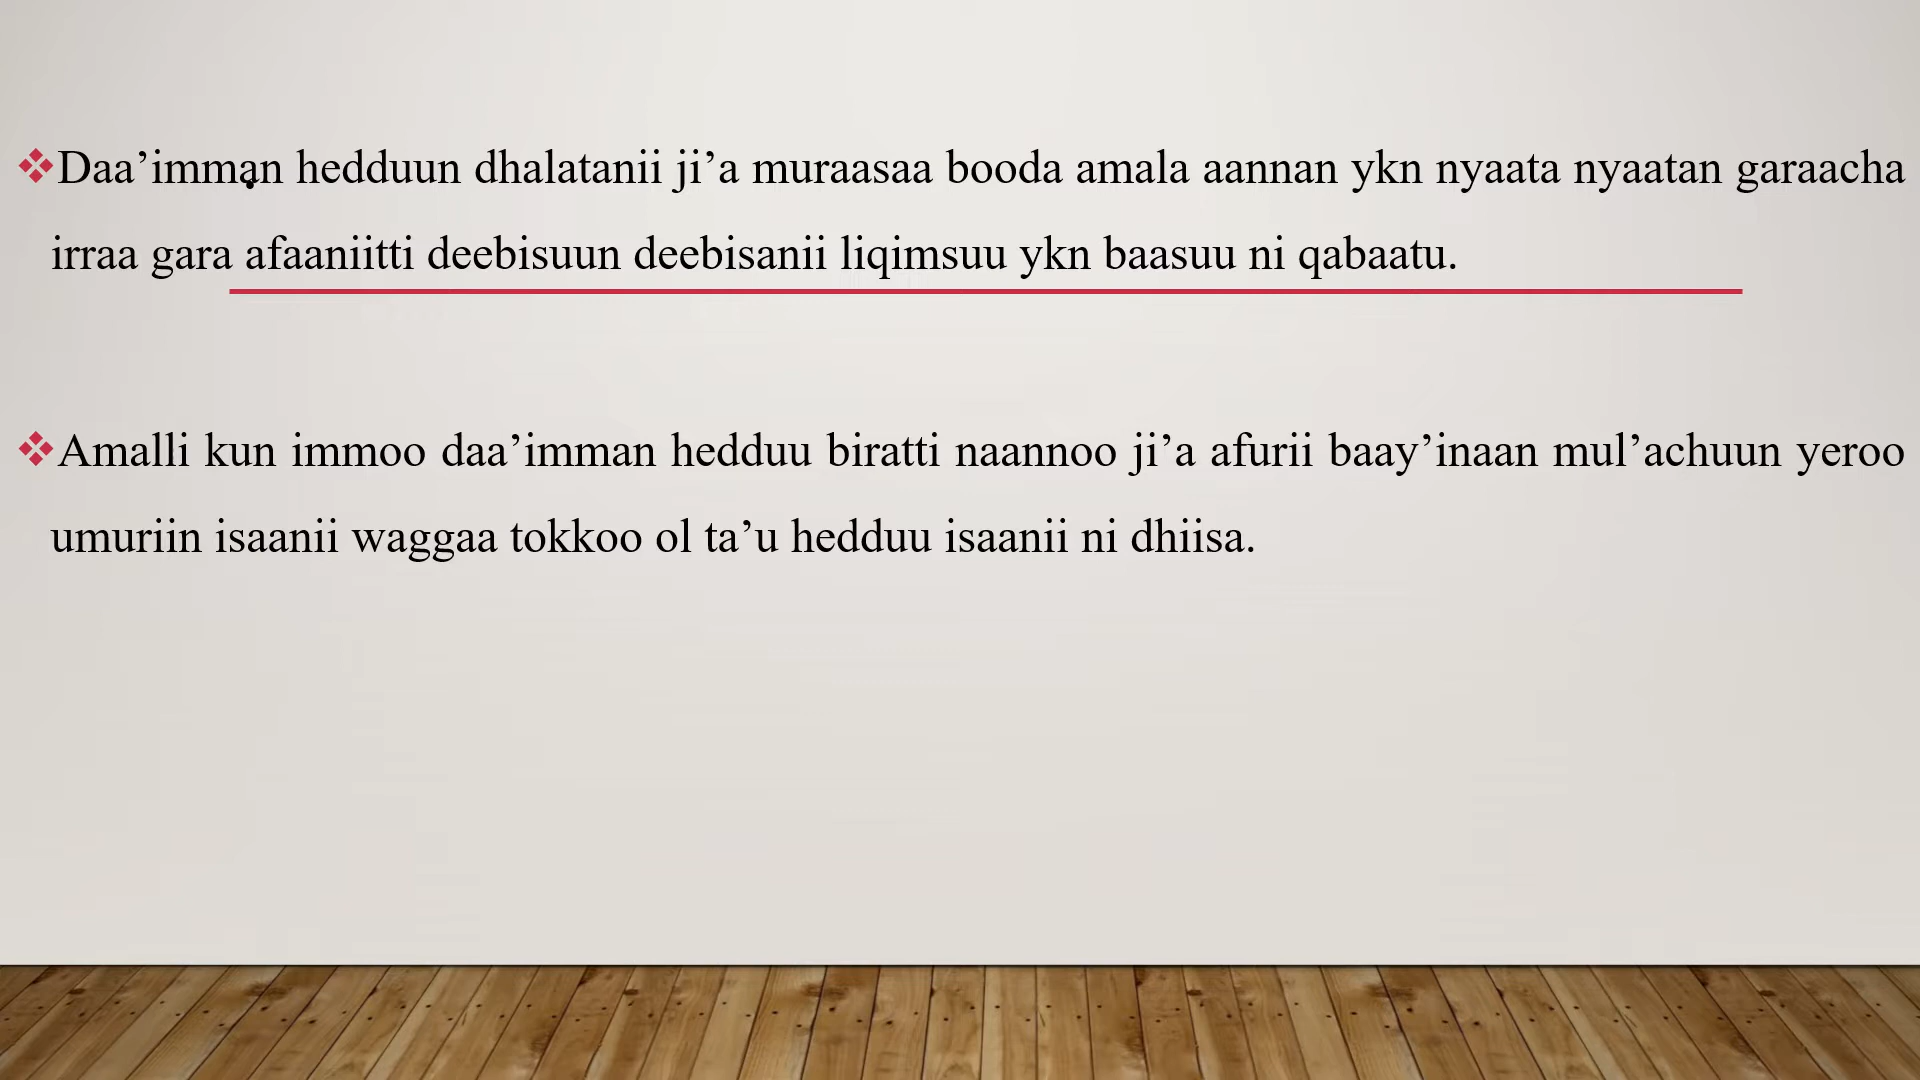 Daa’imman hedduun dhalatanii ji’a muraasaa booda amala aannan ykn nyaata nyaatan garaacha
irraa gara afaaniitti deebisuun deebisanii liqimsuu ykn baasuu ni qabaatu.
Amalli kun immoo daa’imman hedduu biratti naannoo ji’a afurii baay’inaan mul’achuun yeroo
umuriin isaanii waggaa tokkoo ol ta’u hedduu isaanii ni dhiisa.